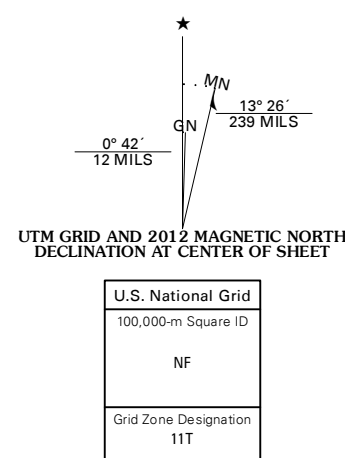 ★
MN
GN
13° 26´
239 MILS
0° 42´
12 MILS
UTM GRID AND 2012 MAGNETIC NORTH
DECLINATION AT CENTER OF SHEET
U.S. National Grid
100,000-m Square ID
NF
Grid Zone Designation
11T